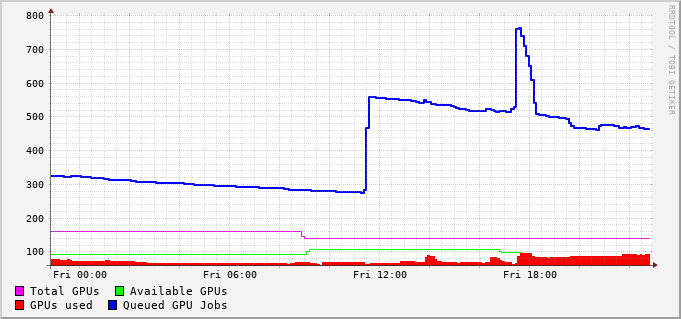 800
700
600
500
400
300
200
100
Fri 00:00 Fri 06:00 Fri 12:00 Fri 18:00
Total GPUs Available GPUs
GPUs used Queued GPU Jobs
RRDTOOL / TOBI OETIKER